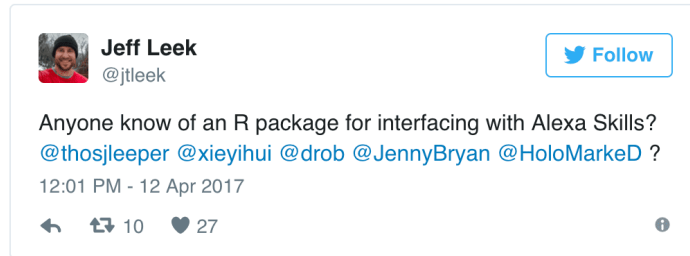 Jeff Leek
@jtleek
Follow
Anyone know of an R package for interfacing with Alexa Skills?
@thosjleeper @xieyihui @drob @JennyBryan @HoloMarkeD ?
12:01 PM - 12 Apr 2017
10 27